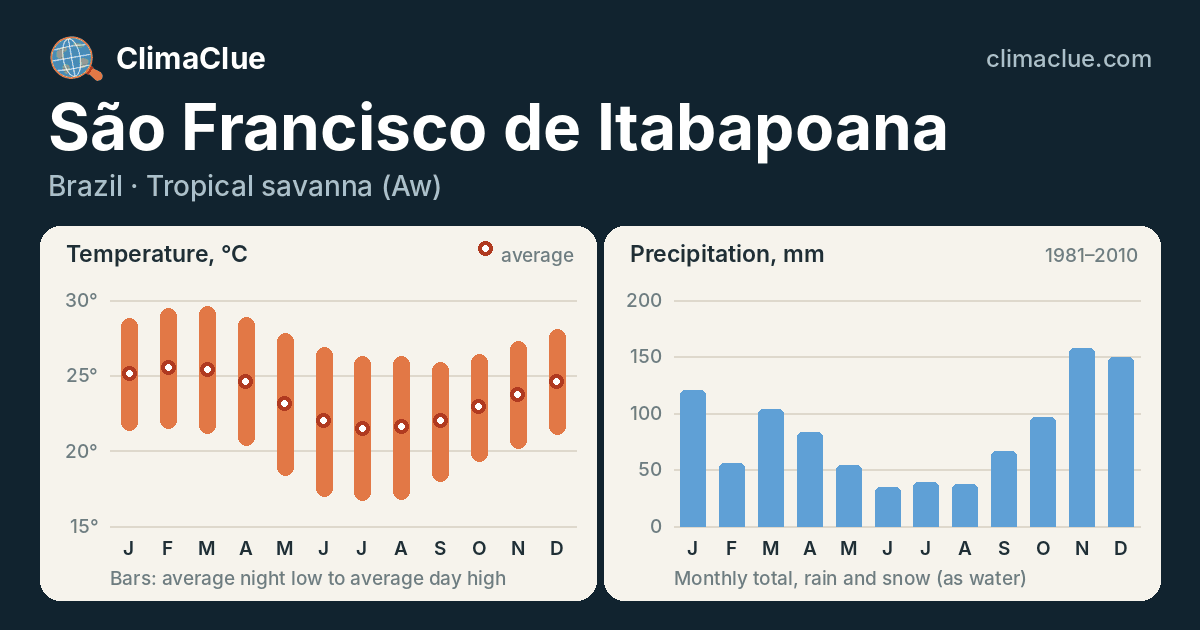 ClimaClue
climaclue.com
São Francisco de Itabapoana
Brazil · Tropical savanna (Aw)
Temperature, °C
average
30°
25°
20°
15°
J F M A M J J A S O N D
Bars: average night low to average day high
Precipitation, mm
1981–2010
200
150
100
50
0
J F M A M J J A S O N D
Monthly total, rain and snow (as water)